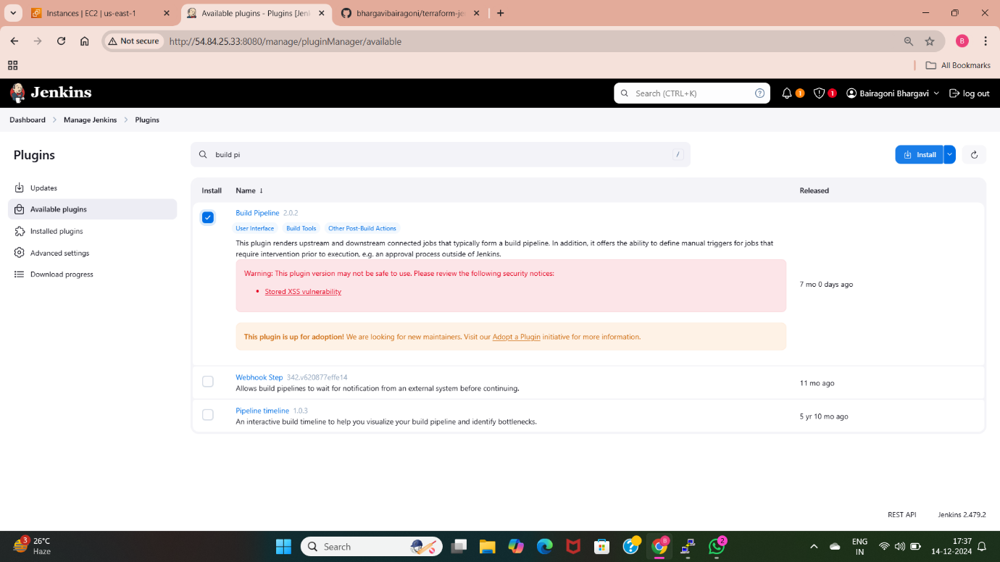 Instances | EC2 | us-east-1
Available plugins - Plugins [Jenk
bhargavibairagoni/terraform-je
Not secure
http://54.84.25.33:8080/manage/pluginManager/available
B
All Bookmarks
Jenkins
Search (CTRL+K)
?
1
1
Bairagoni Bhargavi
log out
Dashboard
Manage Jenkins
Plugins
Plugins
build pi
/
Install
Updates
Available plugins
Installed plugins
Advanced settings
Download progress
Install
Name ↓
Released
Build Pipeline 2.0.2
User Interface
Build Tools
Other Post-Build Actions
This plugin renders upstream and downstream connected jobs that typically form a build pipeline. In addition, it offers the ability to define manual triggers for jobs that
require intervention prior to execution, e.g. an approval process outside of Jenkins.
Warning: This plugin version may not be safe to use. Please review the following security notices:
• Stored XSS vulnerability
This plugin is up for adoption! We are looking for new maintainers. Visit our Adopt a Plugin initiative for more information.
7 mo 0 days ago
Webhook Step 342.v620877effe14
Allows build pipelines to wait for notification from an external system before continuing.
11 mo ago
Pipeline timeline 1.0.3
An interactive build timeline to help you visualize your build pipeline and identify bottlenecks.
5 yr 10 mo ago
REST API
Jenkins 2.479.2
3
26°C
Haze
Search
B
2
ENG
IN
17:37
14-12-2024